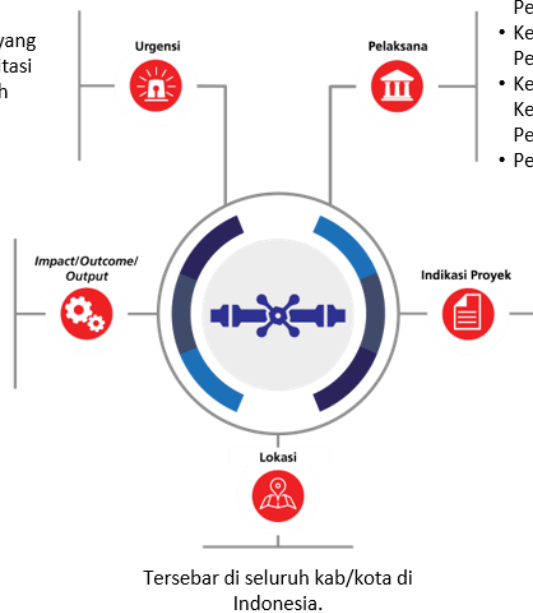 yang
itasi
h
Urgensi
Pelaksana
Pe
• Ke
Pe
• Ke
Ke
Pe
• Pe
Impact/Outcome/
Output
Indikasi Proyek
Lokasi
Tersebar di seluruh kab/kota di
Indonesia.